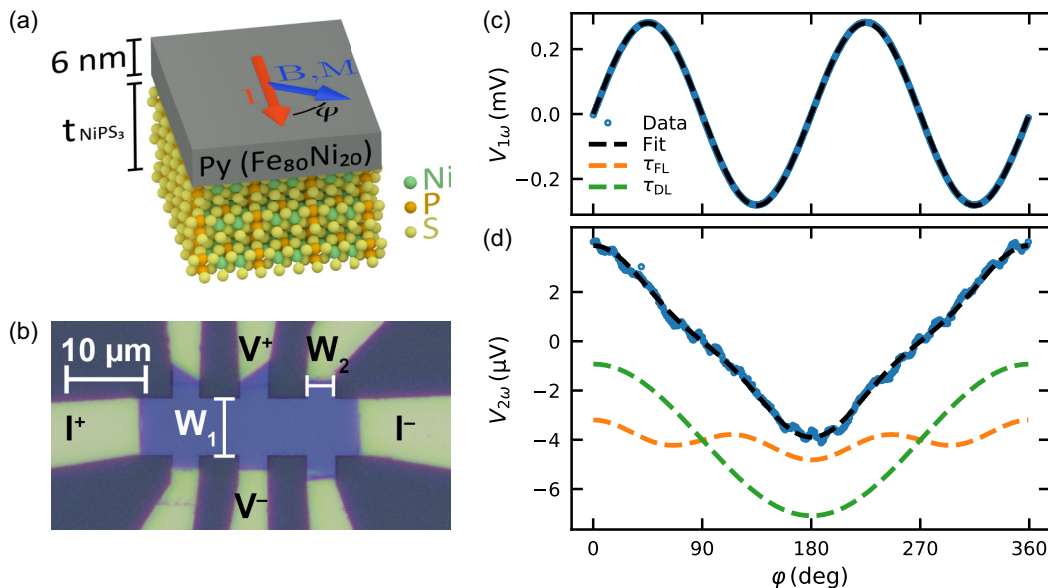 (a)
6 nm
t NiPS₃
I
B,M
φ
Py (Fe₈₀Ni₂₀)
Ni
P
S
(b)
10 μm
V⁺
W₂
I⁺
W₁
I⁻
V⁻
(c)
V₁ω (mV)
0.2
0.0
−0.2
Data
Fit
τFL
τDL
(d)
V₂ω (μV)
2
0
−2
−4
−6
0 90 180 270 360
φ (deg)